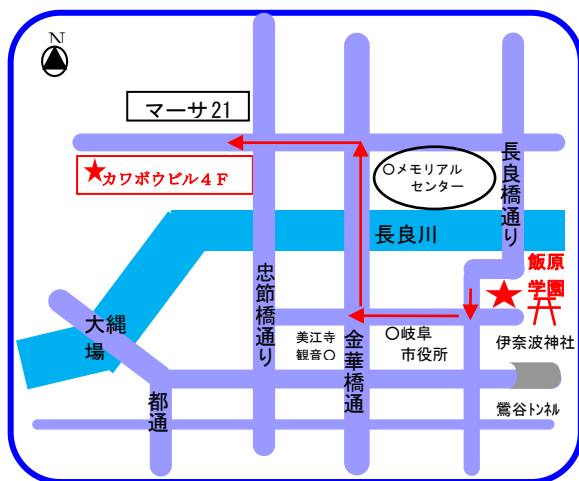 N
マーサ21
カワボウビル4F
○メモリアル
センター
長良橋通り
長良川
飯原
学園
忠節橋通り
大縄
場
美江寺
観音○
金華橋通
○岐阜
市役所
伊奈波神社
都通
鶯谷トンネル